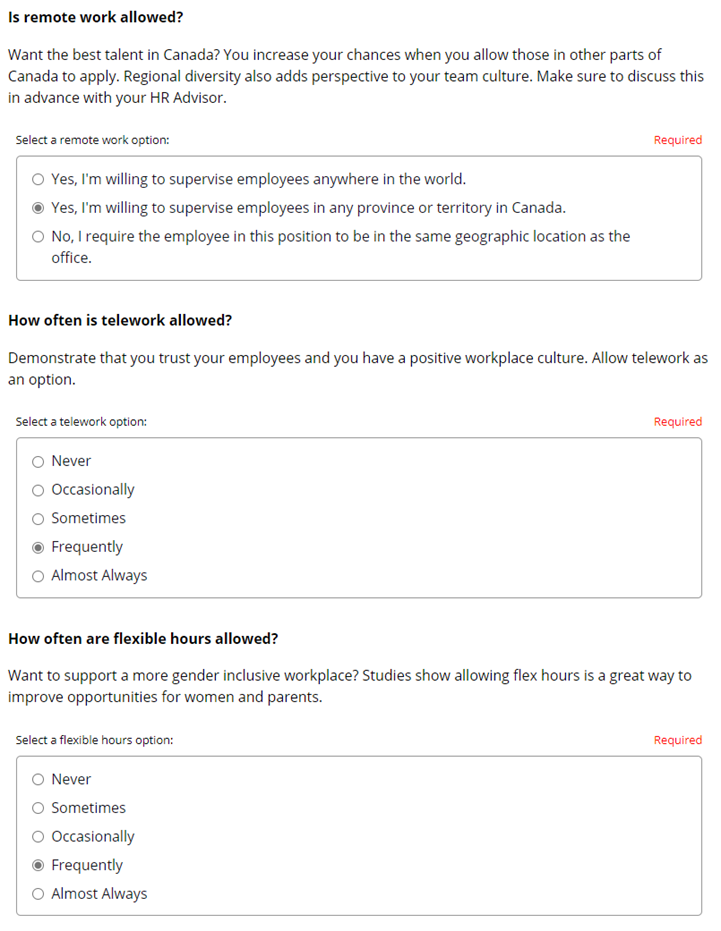 Is remote work allowed?
Want the best talent in Canada? You increase your chances when you allow those in other parts of
Canada to apply. Regional diversity also adds perspective to your team culture. Make sure to discuss this
in advance with your HR Advisor.
Select a remote work option:
Required
Yes, I'm willing to supervise employees anywhere in the world.
Yes, I'm willing to supervise employees in any province or territory in Canada.
No, I require the employee in this position to be in the same geographic location as the
office.
How often is telework allowed?
Demonstrate that you trust your employees and you have a positive workplace culture. Allow telework as
an option.
Select a telework option:
Required
Never
Occasionally
Sometimes
Frequently
Almost Always
How often are flexible hours allowed?
Want to support a more gender inclusive workplace? Studies show allowing flex hours is a great way to
improve opportunities for women and parents.
Select a flexible hours option:
Required
Never
Sometimes
Occasionally
Frequently
Almost Always